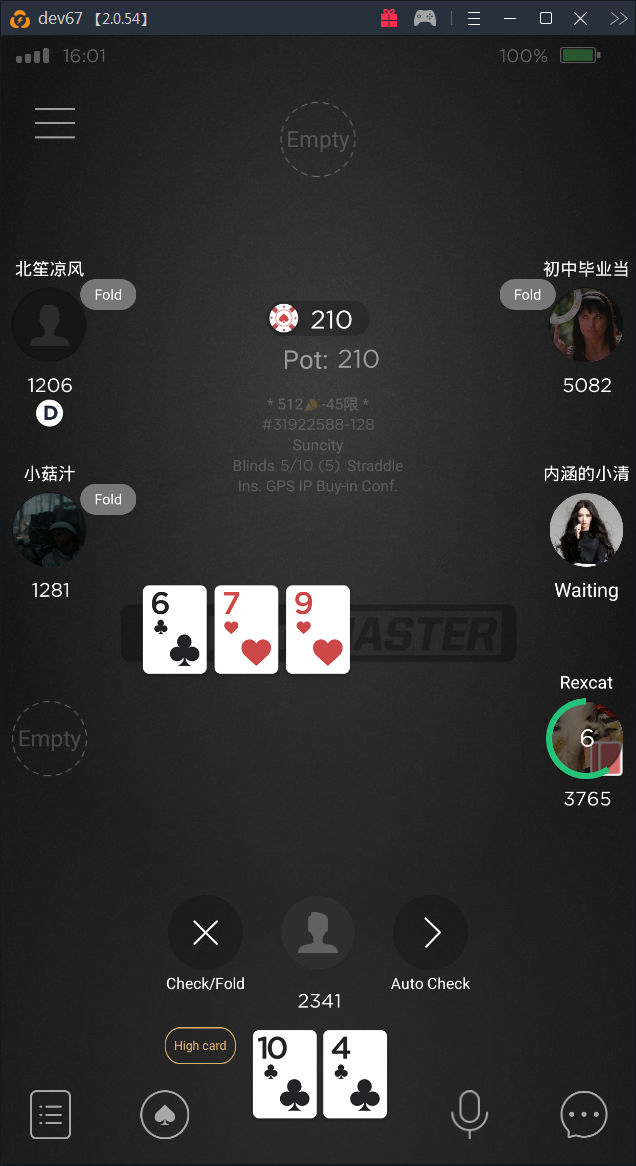 dev67 【2.0.54】
16:01
100%
Empty
北笙凉风
初中毕业当
Fold
Fold
210
Pot: 210
1206
5082
D
* 512🍕-45限 *
#31922588-128
Suncity
Blinds 5/10 (5) Straddle
Ins. GPS IP Buy-in Conf.
小菇汁
内涵的小清
Fold
1281
Waiting
6
7
9
ASTER
Rexcat
Empty
6
3765
Check/Fold
Auto Check
2341
High card
10
4